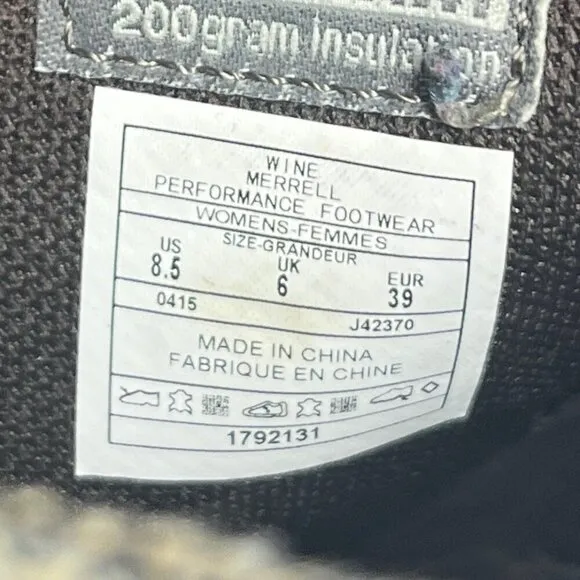 200gram insulation
WINE
MERRELL
PERFORMANCE FOOTWEAR
WOMENS-FEMMES
SIZE-GRANDEUR
US UK EUR
8.5 6 39
0415 J42370
MADE IN CHINA
FABRIQUE EN CHINE
1792131